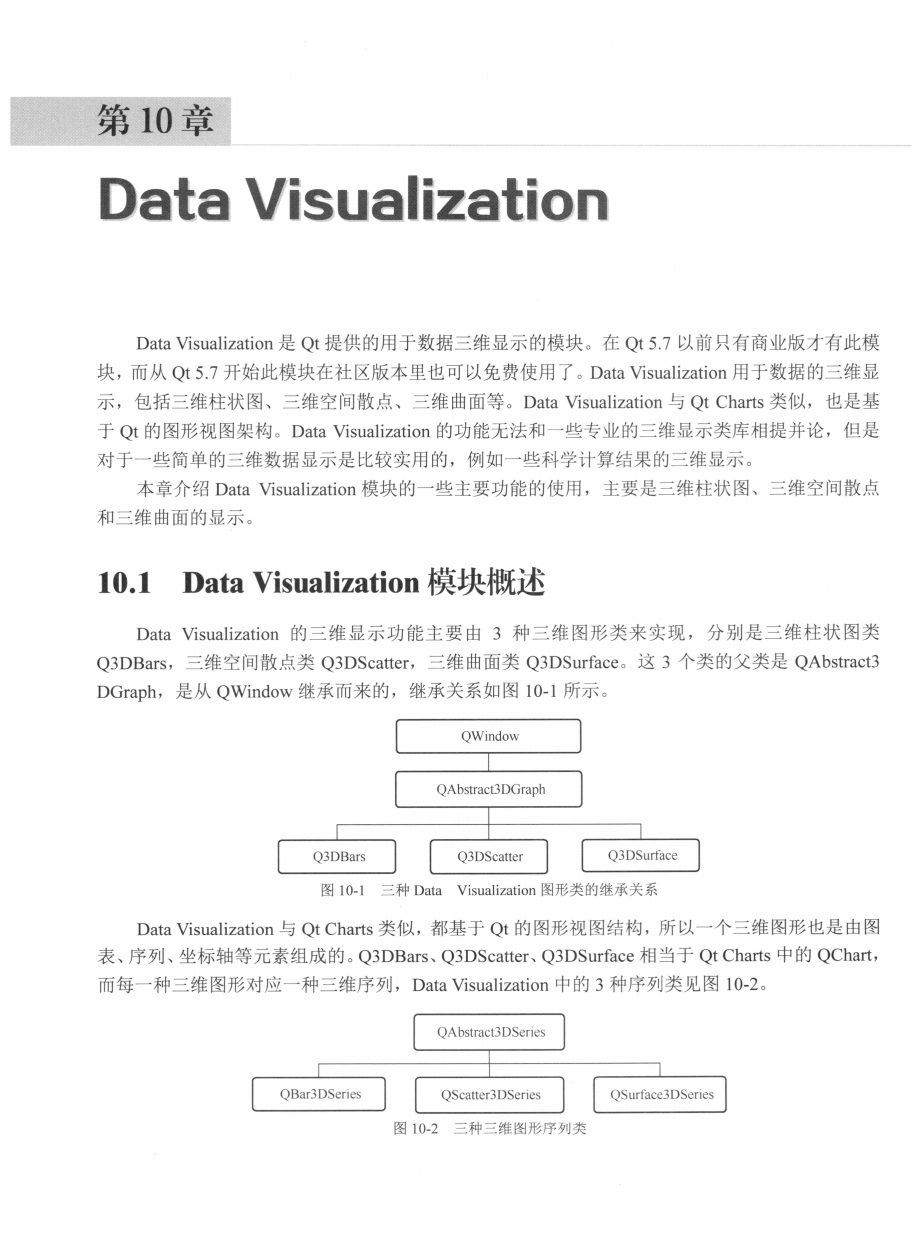 第 10 章
Data Visualization
Data Visualization 是 Qt 提供的用于数据三维显示的模块。在 Qt 5.7 以前只有商业版才有此模
块，而从 Qt 5.7 开始此模块在社区版本里也可以免费使用了。Data Visualization 用于数据的三维显
示，包括三维柱状图、三维空间散点、三维曲面等。Data Visualization 与 Qt Charts 类似，也是基
于 Qt 的图形视图架构。Data Visualization 的功能无法和一些专业的三维显示类库相提并论，但是
对于一些简单的三维数据显示是比较实用的，例如一些科学计算结果的三维显示。
本章介绍 Data Visualization 模块的一些主要功能的使用，主要是三维柱状图、三维空间散点
和三维曲面的显示。
10.1 Data Visualization 模块概述
Data Visualization 的三维显示功能主要由 3 种三维图形类来实现，分别是三维柱状图类
Q3DBars，三维空间散点类 Q3DScatter，三维曲面类 Q3DSurface。这 3 个类的父类是 QAbstract3
DGraph，是从 QWindow 继承而来的，继承关系如图 10-1 所示。
QWindow
QAbstract3DGraph
Q3DBars
Q3DScatter
Q3DSurface
图 10-1 三种 Data Visualization 图形类的继承关系
Data Visualization 与 Qt Charts 类似，都基于 Qt 的图形视图结构，所以一个三维图形也是由图
表、序列、坐标轴等元素组成的。Q3DBars、Q3DScatter、Q3DSurface 相当于 Qt Charts 中的 QChart，
而每一种三维图形对应一种三维序列，Data Visualization 中的 3 种序列类见图 10-2。
QAbstract3DSeries
QBar3DSeries
QScatter3DSeries
QSurface3DSeries
图 10-2 三种三维图形序列类